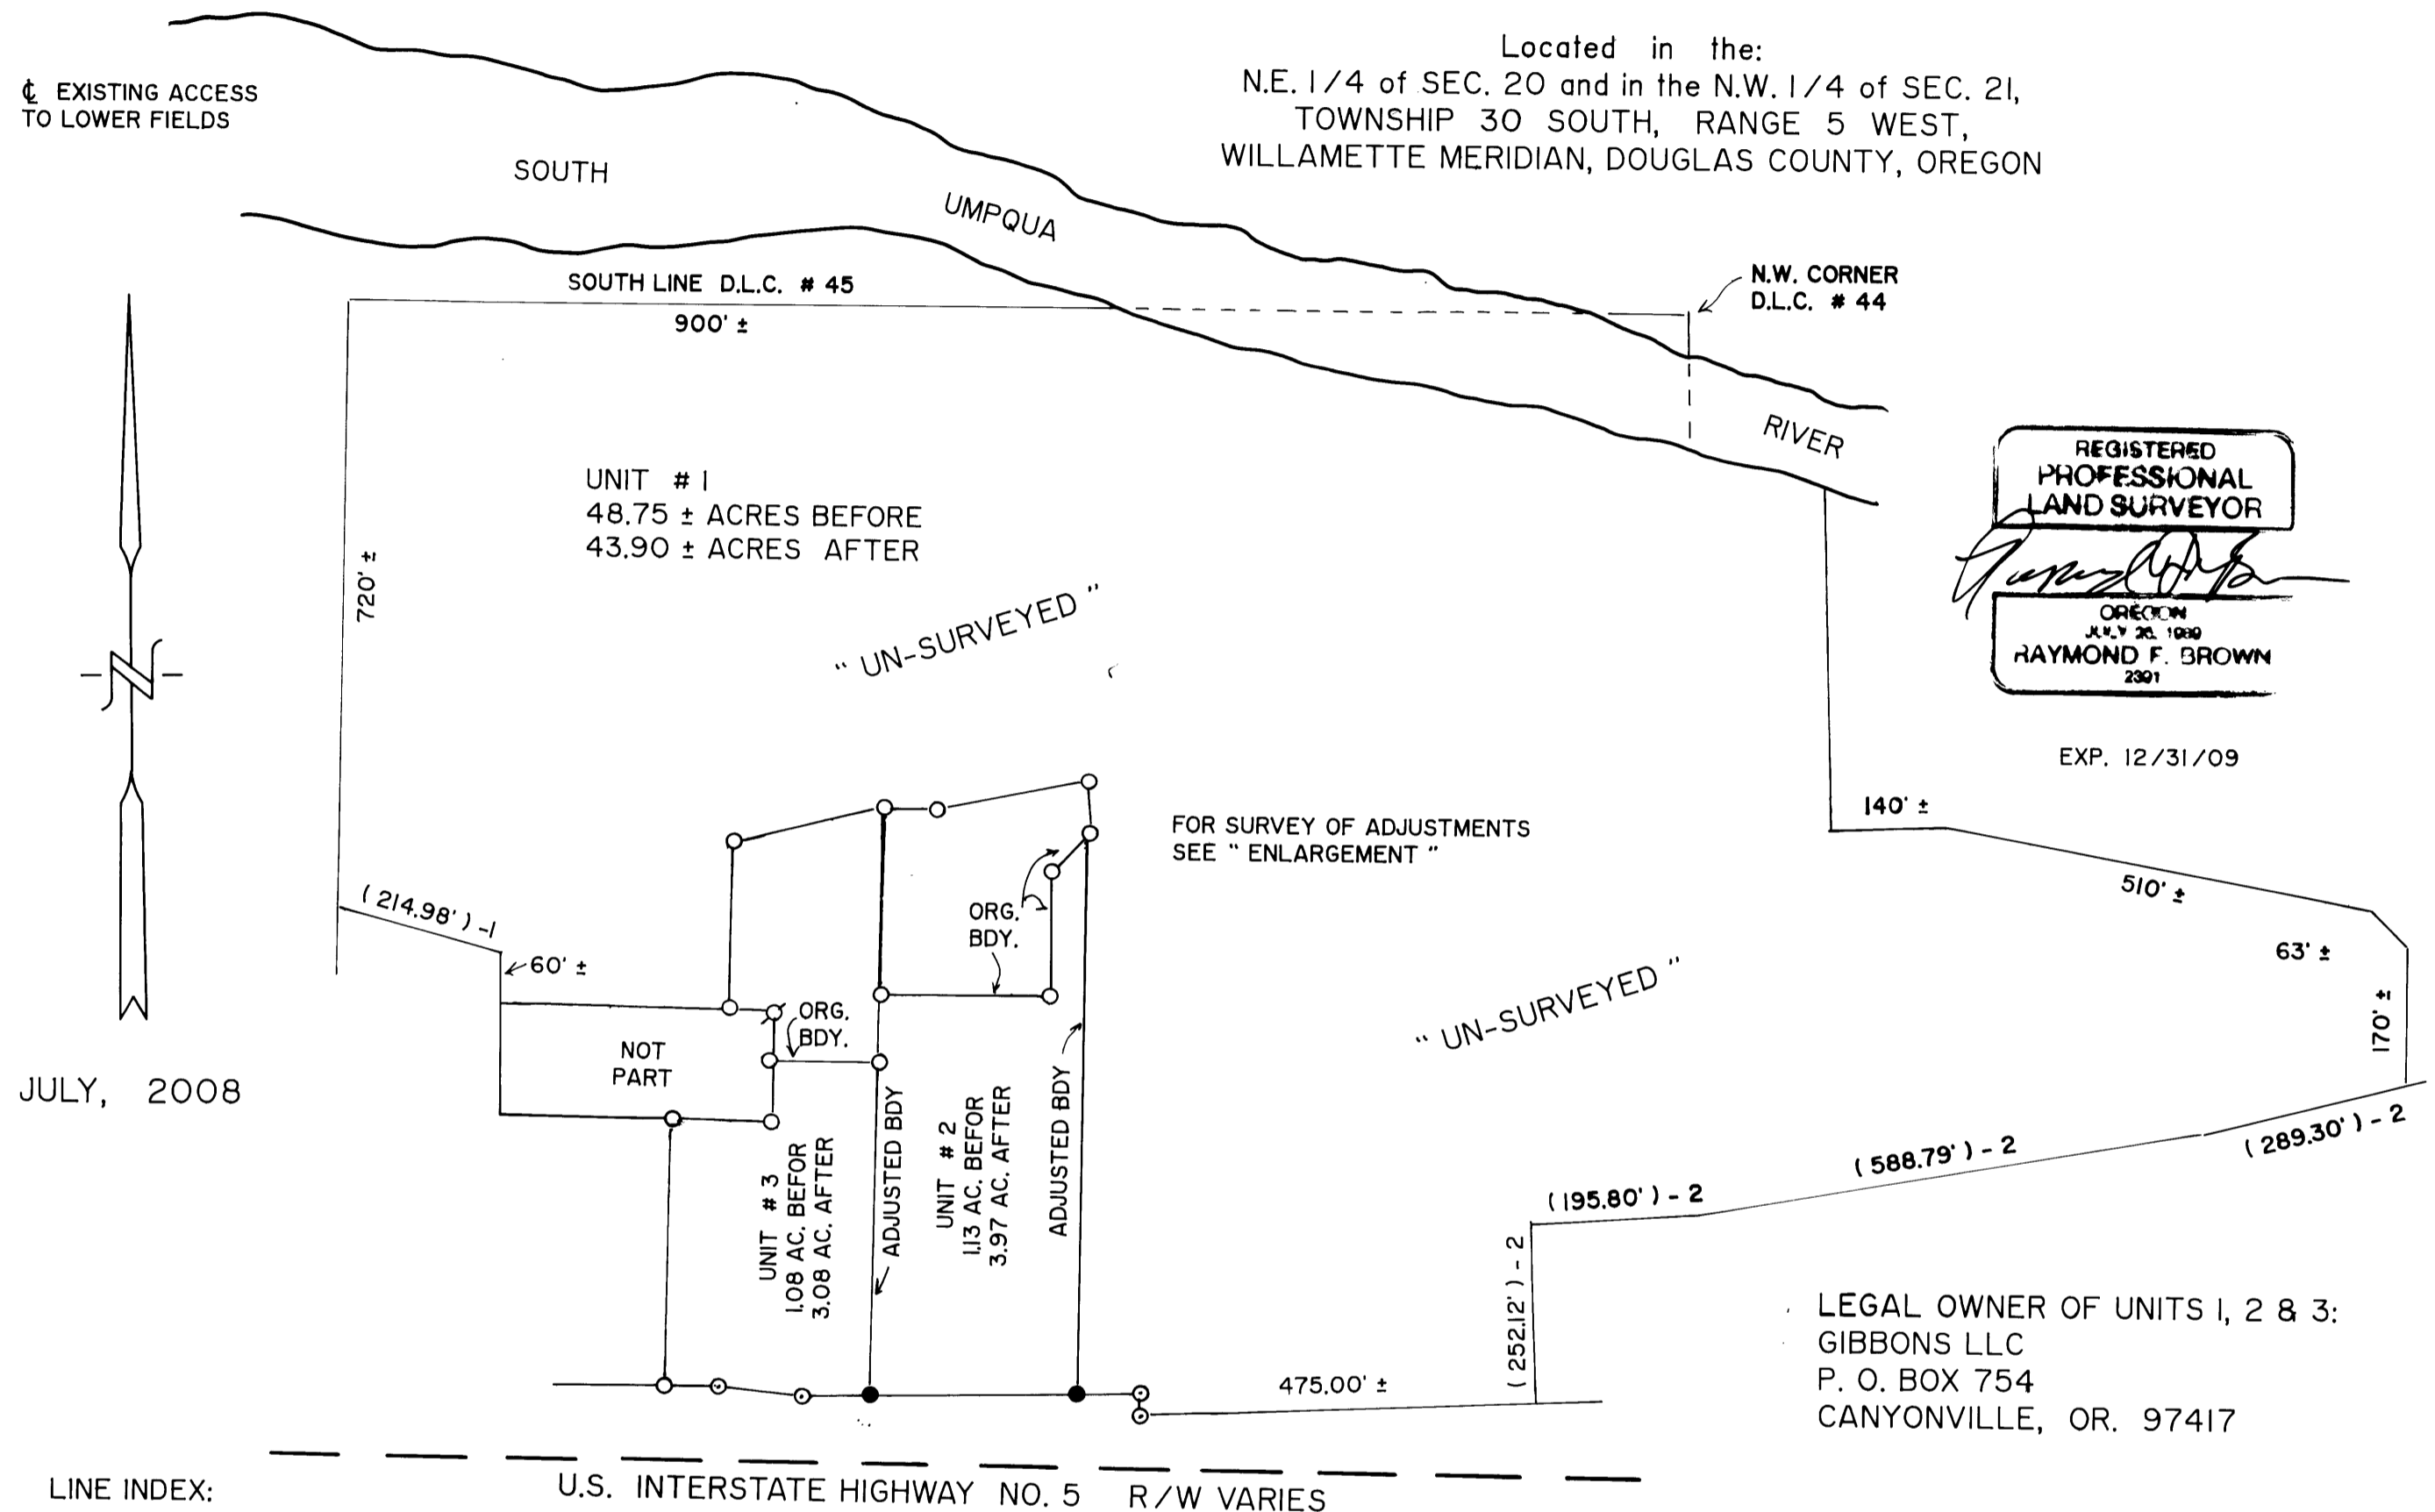 Located in the:
N.E. 1/4 of SEC. 20 and in the N.W. 1/4 of SEC. 21,
TOWNSHIP 30 SOUTH, RANGE 5 WEST,
WILLAMETTE MERIDIAN, DOUGLAS COUNTY, OREGON
℄ EXISTING ACCESS
TO LOWER FIELDS
SOUTH
UMPQUA
RIVER
SOUTH LINE D.L.C. # 45
900' ±
N.W. CORNER
D.L.C. # 44
UNIT # 1
48.75 ± ACRES BEFORE
43.90 ± ACRES AFTER
720' ±
" UN-SURVEYED "
REGISTERED
PROFESSIONAL
LAND SURVEYOR
OREGON
JULY 1989
RAYMOND F. BROWN
2391
EXP. 12/31/09
FOR SURVEY OF ADJUSTMENTS
SEE " ENLARGEMENT "
140' ±
510' ±
63' ±
170' ±
(214.98') -1
60' ±
ORG.
BDY.
ORG.
BDY.
NOT
PART
" UN-SURVEYED "
JULY, 2008
UNIT # 3
1.08 AC. BEFOR
3.08 AC. AFTER
ADJUSTED BDY
UNIT # 2
1.13 AC. BEFOR
3.97 AC. AFTER
ADJUSTED BDY
(289.30') - 2
(588.79') - 2
(195.80') - 2
(252.12') - 2
475.00' ±
LEGAL OWNER OF UNITS 1, 2 & 3:
GIBBONS LLC
P. O. BOX 754
CANYONVILLE, OR. 97417
LINE INDEX:
U.S. INTERSTATE HIGHWAY NO. 5 R/W VARIES
N